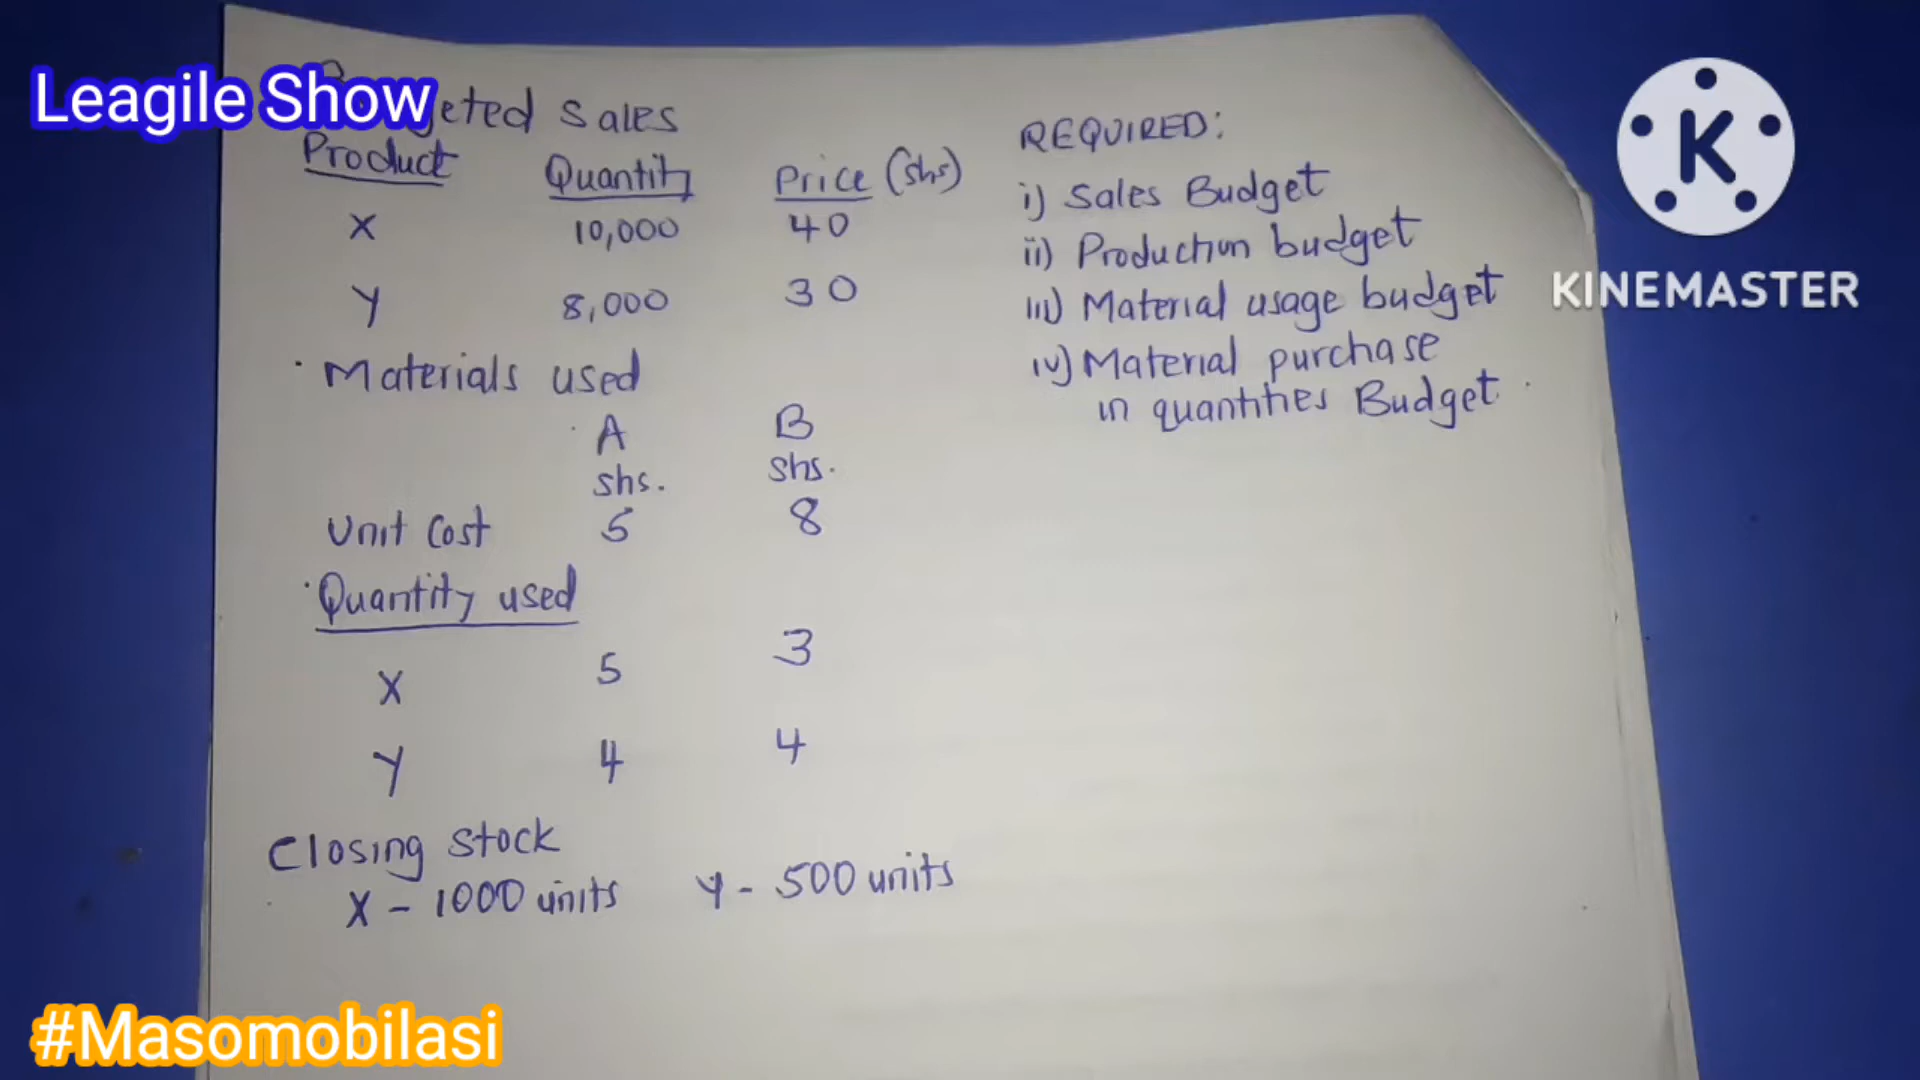 Leagile Show
Sales
Product Quantity Price (shs)
X 10,000 40
Y 8,000 30
Materials used
A B
shs. shs.
Unit Cost 5 8
Quantity used
X 5 3
Y 4 4
Closing stock
X - 1000 units Y - 500 units
REQUIRED:
i) Sales Budget
ii) Production budget
iii) Material usage budget
iv) Material purchase
in quantities Budget
K
KINEMASTER
#Masomobilasi